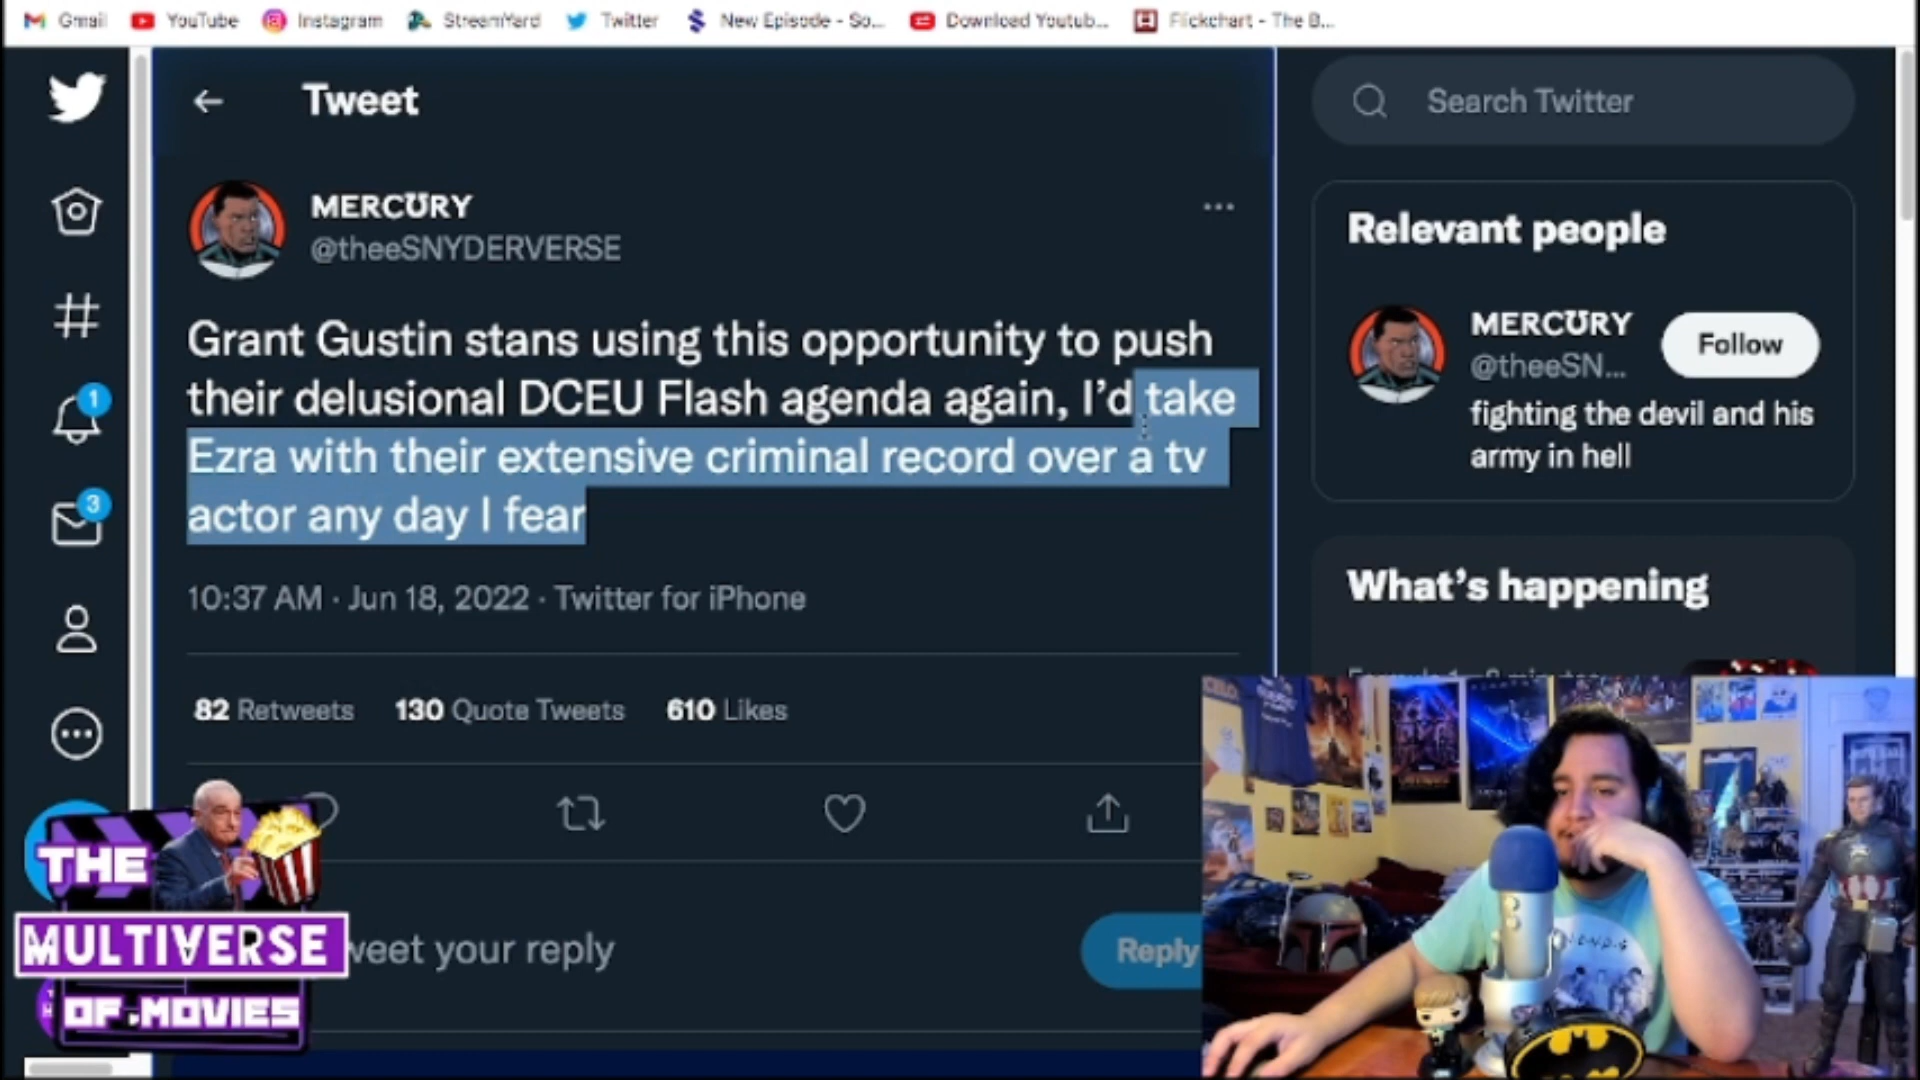 Gmail YouTube Instagram StreamYard Twitter New Episode - So... Download Youtub... Flickchart - The B...
Tweet
Search Twitter
MERCURY
@theeSNYDERVERSE
Relevant people
MERCURY
@theeSN...
Follow
fighting the devil and his
army in hell
Grant Gustin stans using this opportunity to push
their delusional DCEU Flash agenda again, I'd take
Ezra with their extensive criminal record over a tv
actor any day I fear
1
3
10:37 AM · Jun 18, 2022 · Twitter for iPhone
What's happening
82 Retweets 130 Quote Tweets 610 Likes
weet your reply
Reply
THE
MULTIVERSE
OF MOVIES